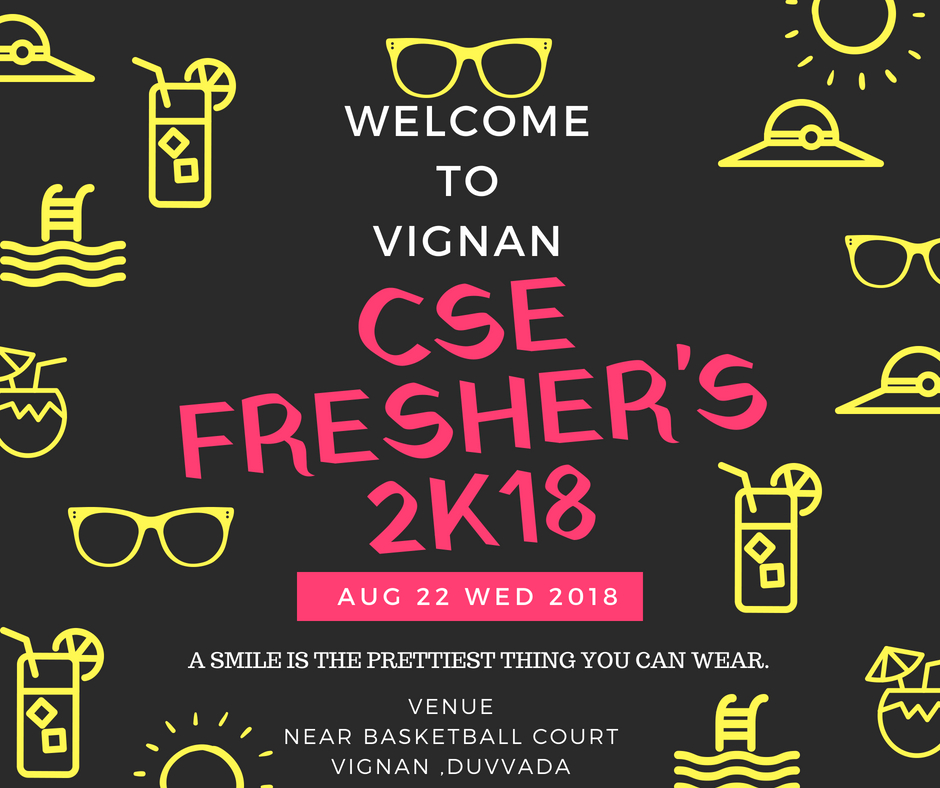 WELCOME
TO
VIGNAN
CSE
FRESHER'S
2K18
AUG 22 WED 2018
A SMILE IS THE PRETTIEST THING YOU CAN WEAR.
VENUE
NEAR BASKETBALL COURT
VIGNAN ,DUVVADA